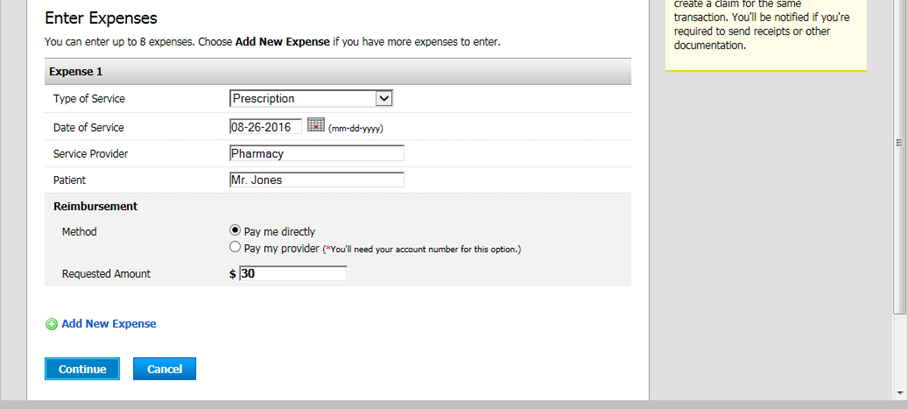 Enter Expenses
You can enter up to 8 expenses. Choose Add New Expense if you have more expenses to enter.
Expense 1
Type of Service Prescription
Date of Service 08-26-2016 (mm-dd-yyyy)
Service Provider Pharmacy
Patient Mr. Jones
Reimbursement
Method Pay me directly
Pay my provider (*You'll need your account number for this option.)
Requested Amount $ 30
Add New Expense
Continue Cancel
create a claim for the same
transaction. You'll be notified if you're
required to send receipts or other
documentation.